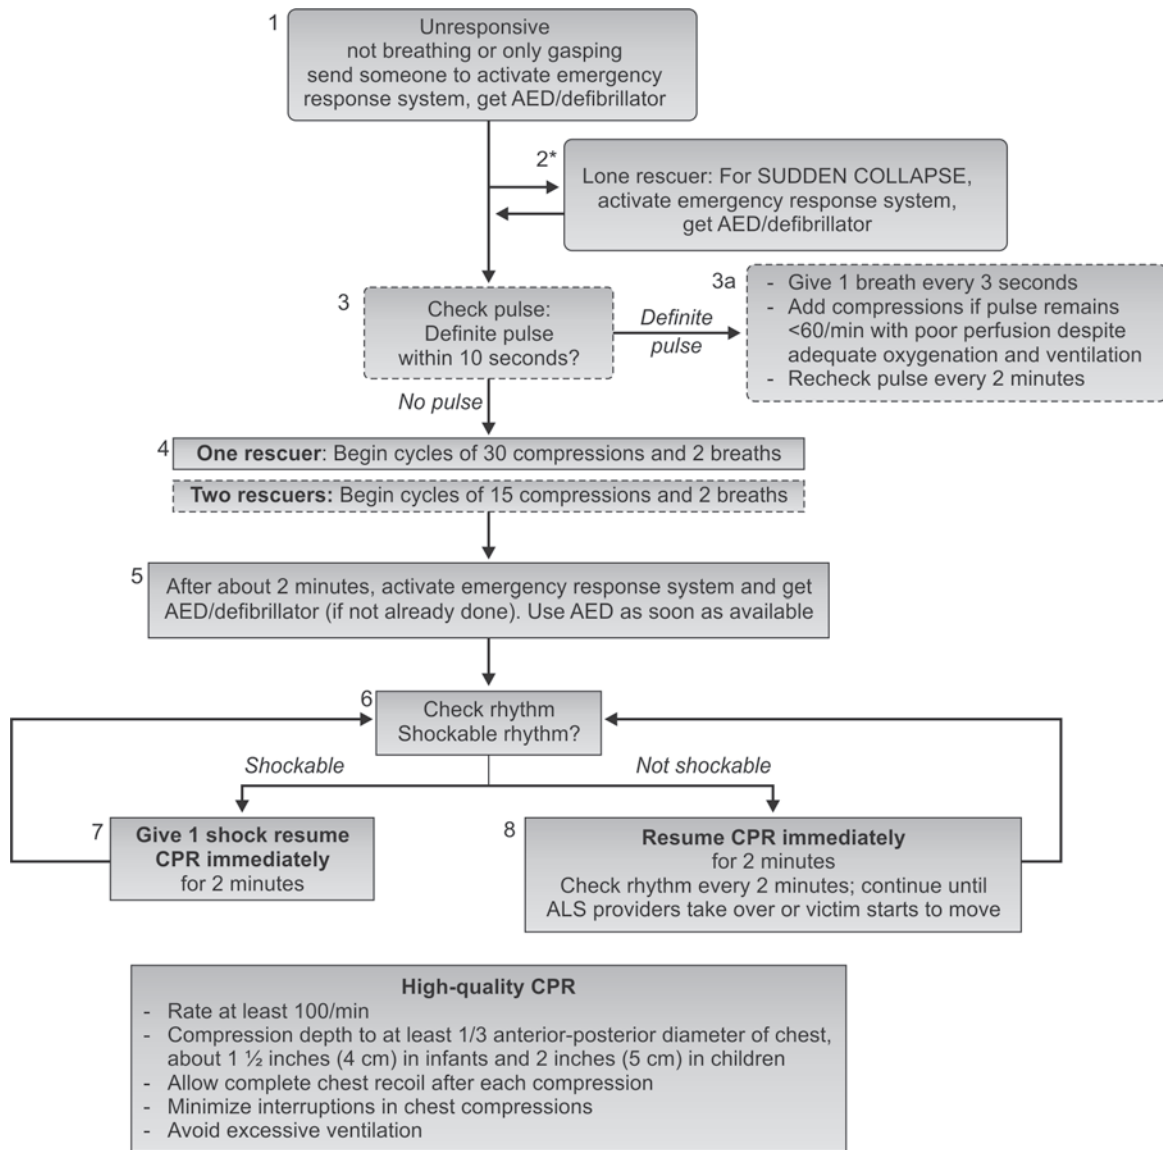 1
Unresponsive
not breathing or only gasping
send someone to activate emergency
response system, get AED/defibrillator
2*
Lone rescuer: For SUDDEN COLLAPSE,
activate emergency response system,
get AED/defibrillator
3
Check pulse:
Definite pulse
within 10 seconds?
Definite
pulse
3a
- Give 1 breath every 3 seconds
- Add compressions if pulse remains
<60/min with poor perfusion despite
adequate oxygenation and ventilation
- Recheck pulse every 2 minutes
No pulse
4
One rescuer: Begin cycles of 30 compressions and 2 breaths
Two rescuers: Begin cycles of 15 compressions and 2 breaths
5
After about 2 minutes, activate emergency response system and get
AED/defibrillator (if not already done). Use AED as soon as available
6
Check rhythm
Shockable rhythm?
Shockable
Not shockable
7
Give 1 shock resume
CPR immediately
for 2 minutes
8
Resume CPR immediately
for 2 minutes
Check rhythm every 2 minutes; continue until
ALS providers take over or victim starts to move
High-quality CPR
- Rate at least 100/min
- Compression depth to at least 1/3 anterior-posterior diameter of chest,
about 1 ½ inches (4 cm) in infants and 2 inches (5 cm) in children
- Allow complete chest recoil after each compression
- Minimize interruptions in chest compressions
- Avoid excessive ventilation